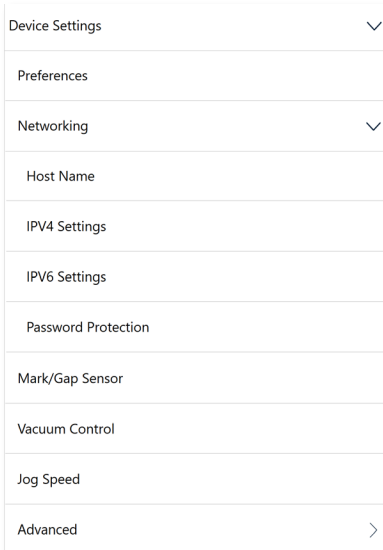 Device Settings
Preferences
Networking
Host Name
IPV4 Settings
IPV6 Settings
Password Protection
Mark/Gap Sensor
Vacuum Control
Jog Speed
Advanced